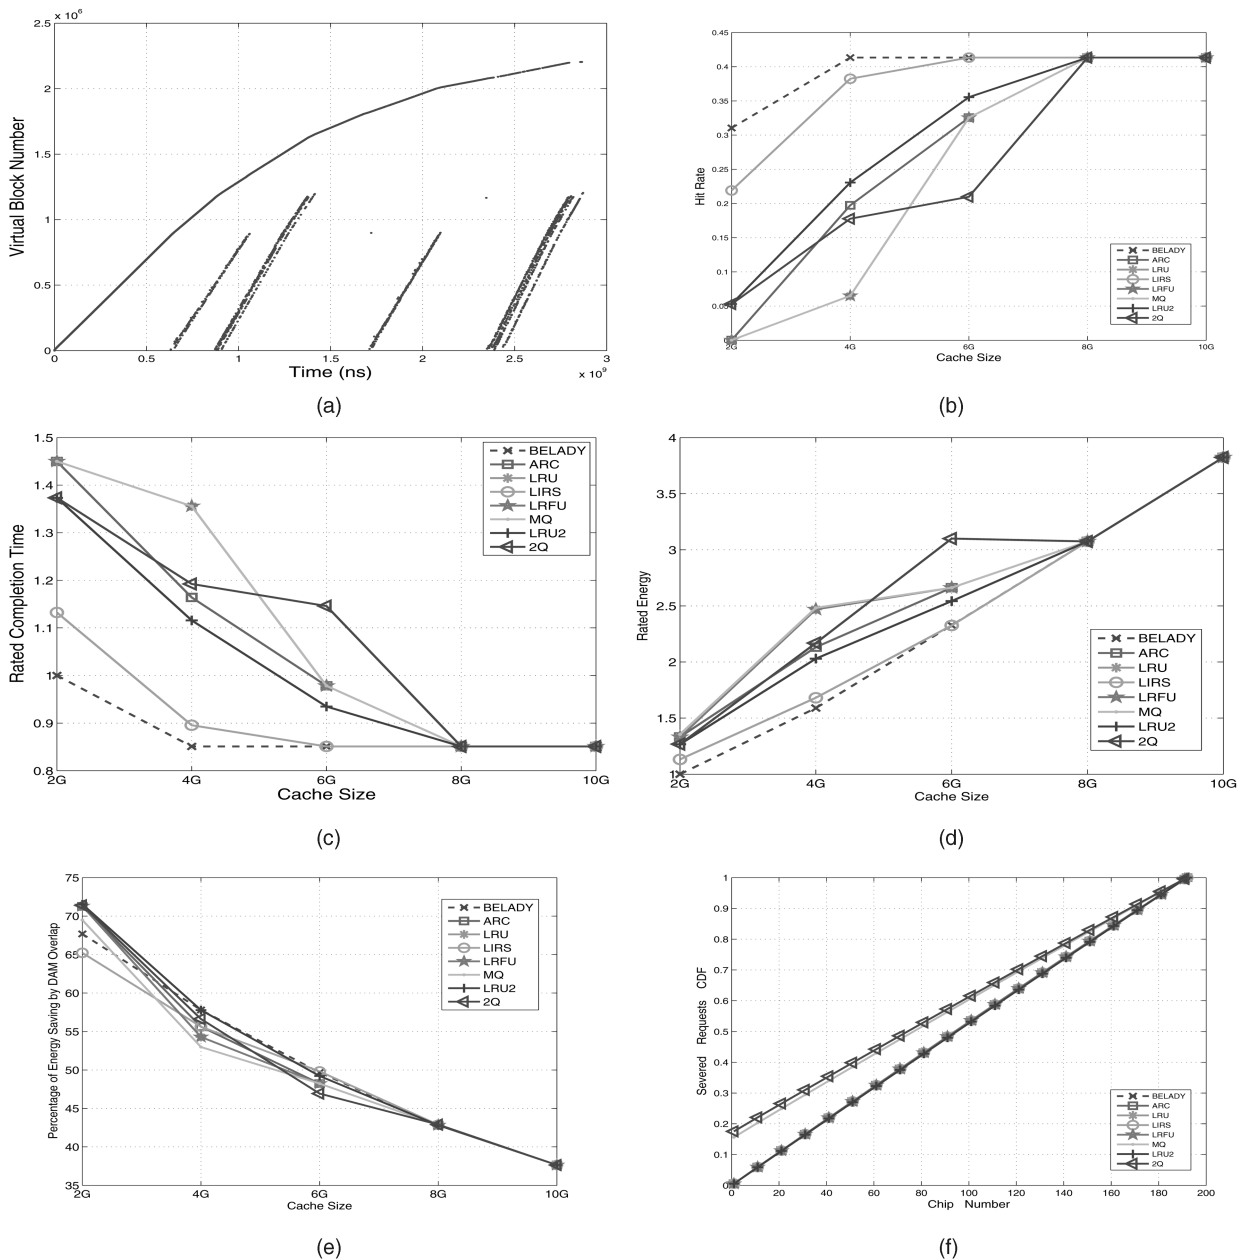 x 10⁶
2.5
2
1.5
1
0.5
0
Virtual Block Number
0 0.5 1 1.5 2 2.5 3
Time (ns)
x 10⁹
(a)
0.45
0.4
0.35
0.3
0.25
0.2
0.15
0.1
0.05
0
Hit Rate
BELADY
ARC
LRU
LIRS
LRFU
MQ
LRU2
2Q
2G 4G 6G 8G 10G
Cache Size
(b)
1.5
1.4
1.3
1.2
1.1
1
0.9
0.8
Rated Completion Time
BELADY
ARC
LRU
LIRS
LRFU
MQ
LRU2
2Q
2G 4G 6G 8G 10G
Cache Size
(c)
4
3.5
3
2.5
2
1.5
1
Rated Energy
BELADY
ARC
LRU
LIRS
LRFU
MQ
LRU2
2Q
2G 4G 6G 8G 10G
Cache Size
(d)
75
70
65
60
55
50
45
40
35
Percentage of Energy Saving by DAM Overlap
BELADY
ARC
LRU
LIRS
LRFU
MQ
LRU2
2Q
2G 4G 6G 8G 10G
Cache Size
(e)
1
0.9
0.8
0.7
0.6
0.5
0.4
0.3
0.2
0.1
0
Severed Requests CDF
BELADY
ARC
LRU
LIRS
LRFU
MQ
LRU2
2Q
0 20 40 60 80 100 120 140 160 180 200
Chip Number
(f)